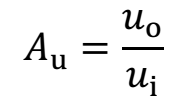 A_u = u_o / u_i